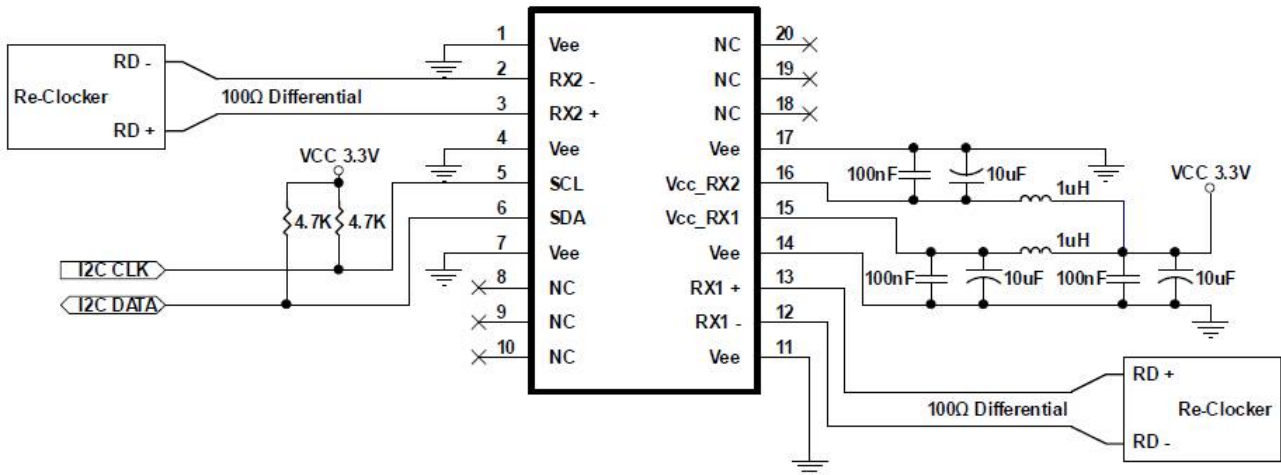 1 Vee NC 20
RD - 2 RX2 - NC 19
Re-Clocker 100Ω Differential
RD + 3 RX2 + NC 18
4 Vee Vee 17
VCC 3.3V 100nF 10uF VCC 3.3V
5 SCL Vcc_RX2 16 1uH
4.7K 4.7K 6 SDA Vcc_RX1 15
7 Vee Vee 14 1uH
I2C CLK 100nF 10uF 100nF 10uF
8 NC RX1 + 13
I2C DATA
9 NC RX1 - 12
10 NC Vee 11
RD +
100Ω Differential Re-Clocker
RD -